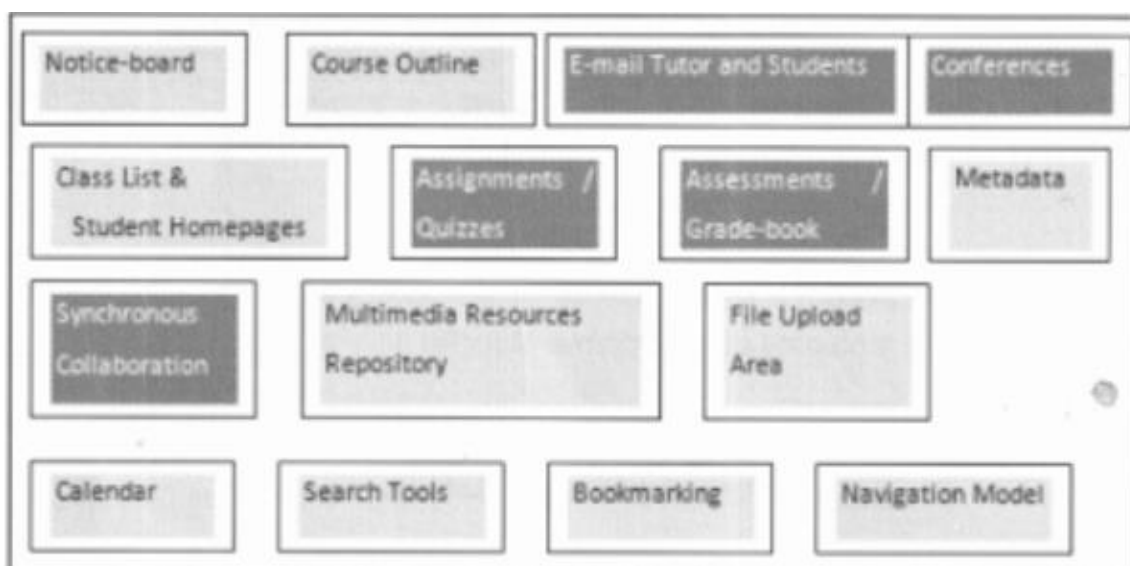 Notice-board
Course Outline
E-mail Tutor and Students
Conferences
Class List &
Student Homepages
Assignments /
Quizzes
Assessments /
Grade-book
Metadata
Synchronous
Collaboration
Multimedia Resources
Repository
File Upload
Area
Calendar
Search Tools
Bookmarking
Navigation Model